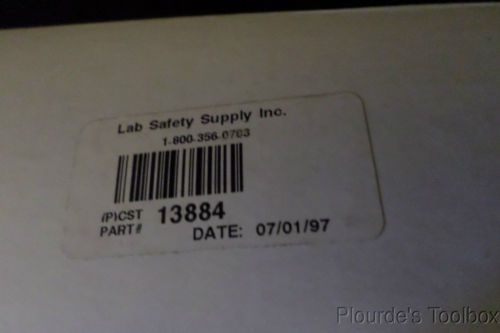 Lab Safety Supply Inc.
1-800-356-0783
(P)CST 13884
PART# DATE: 07/01/97
Plourde's Toolbox